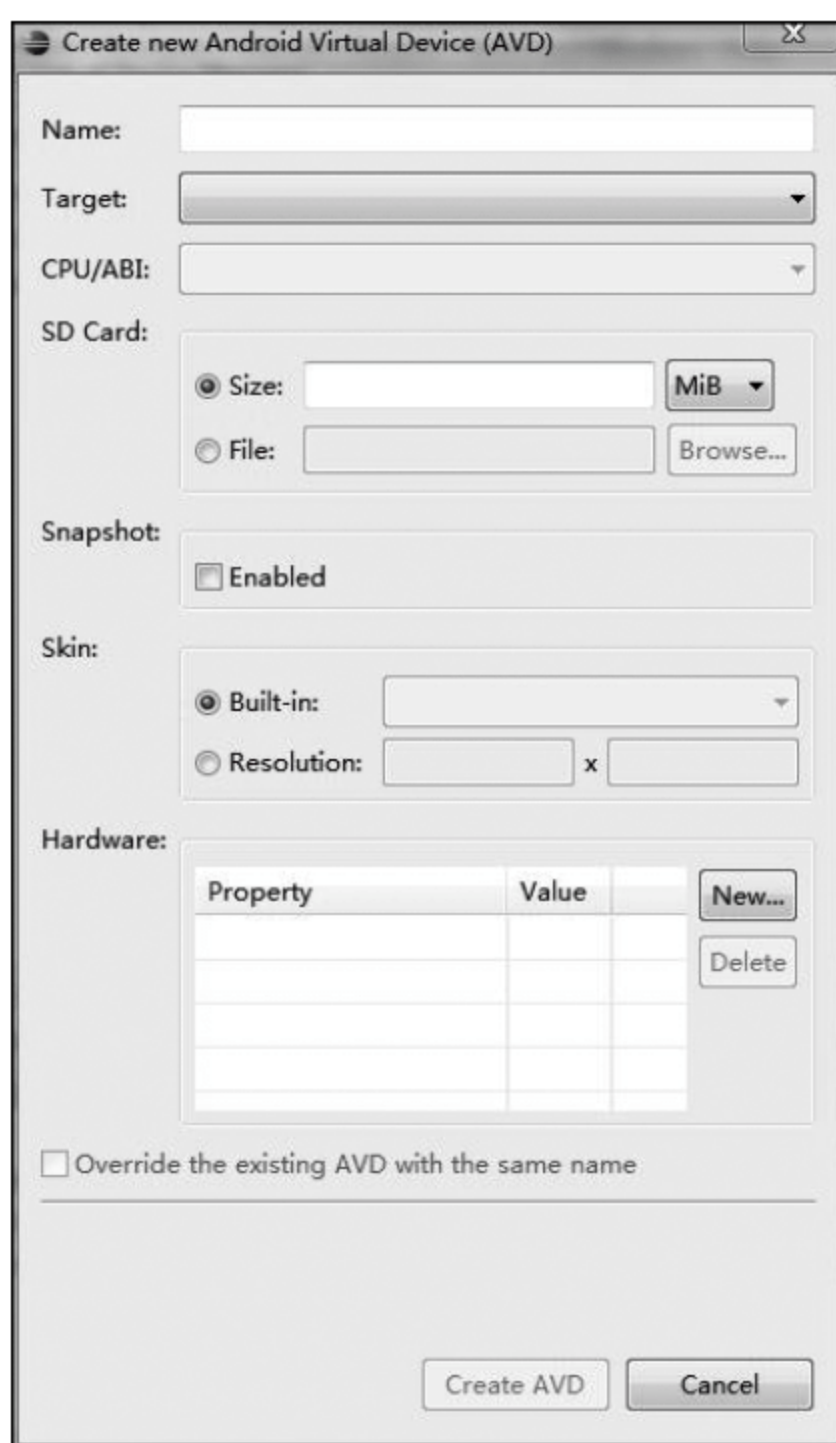 Create new Android Virtual Device (AVD)
Name:
Target:
CPU/ABI:
SD Card:
Size: MiB
File: Browse...
Snapshot:
Enabled
Skin:
Built-in:
Resolution: x
Hardware:
Property Value New...
Delete
Override the existing AVD with the same name
Create AVD Cancel